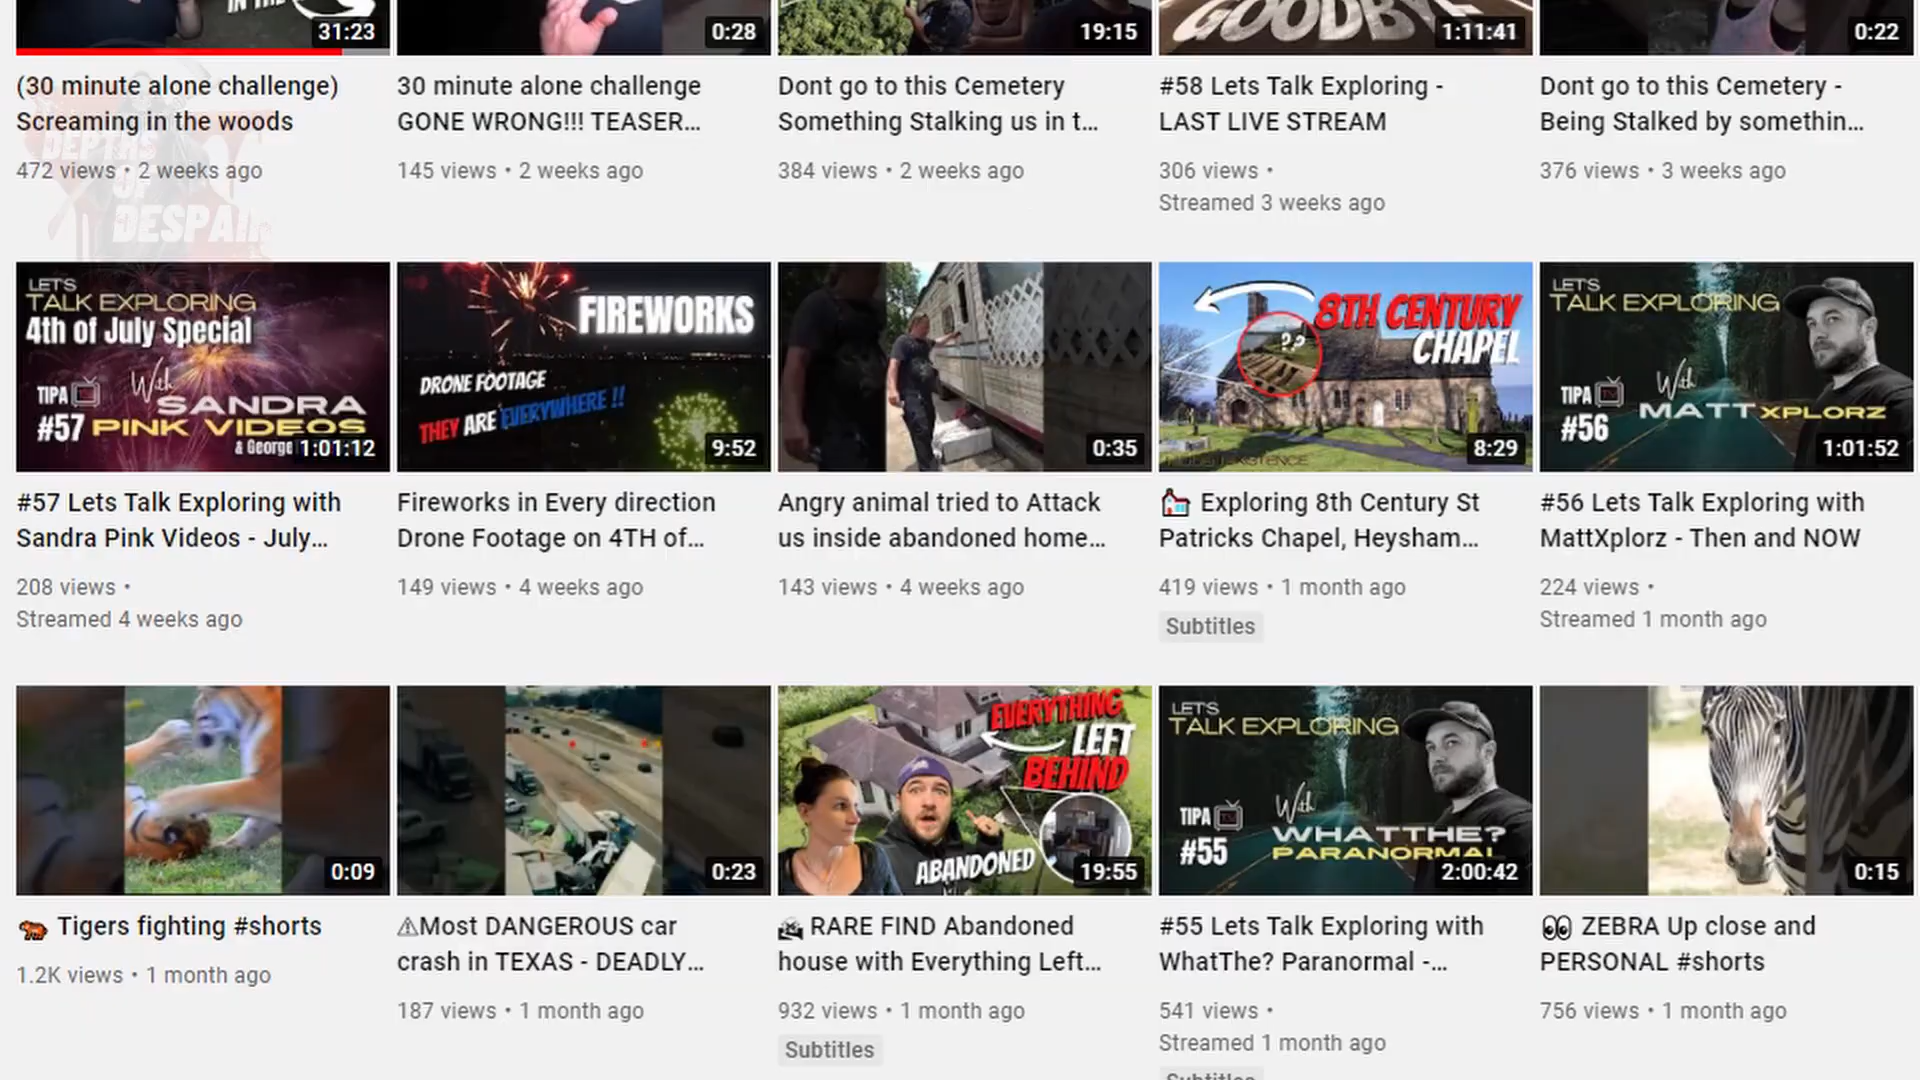 IN THE
31:23
0:28
19:15
GOODBYE
1:11:41
0:22
(30 minute alone challenge)
Screaming in the woods
472 views • 2 weeks ago
30 minute alone challenge
GONE WRONG!!! TEASER...
145 views • 2 weeks ago
Dont go to this Cemetery
Something Stalking us in t...
384 views • 2 weeks ago
#58 Lets Talk Exploring -
LAST LIVE STREAM
306 views •
Streamed 3 weeks ago
Dont go to this Cemetery -
Being Stalked by somethin...
376 views • 3 weeks ago
DEPTHS
OF
DESPAIR
LET'S
TALK EXPLORING
4th of July Special
TIPA
With
SANDRA
#57 PINK VIDEOS
& George
1:01:12
FIREWORKS
DRONE FOOTAGE
THEY ARE EVERYWHERE !!
9:52
0:35
8TH CENTURY
CHAPEL
??
8:29
LET'S
TALK EXPLORING
TIPA
With
MATTXPLORZ
#56
1:01:52
#57 Lets Talk Exploring with
Sandra Pink Videos - July...
208 views •
Streamed 4 weeks ago
Fireworks in Every direction
Drone Footage on 4TH of...
149 views • 4 weeks ago
Angry animal tried to Attack
us inside abandoned home...
143 views • 4 weeks ago
Exploring 8th Century St
Patricks Chapel, Heysham...
419 views • 1 month ago
Subtitles
#56 Lets Talk Exploring with
MattXplorz - Then and NOW
224 views •
Streamed 1 month ago
0:09
0:23
EVERYTHING
LEFT
BEHIND
ABANDONED
19:55
LET'S
TALK EXPLORING
TIPA
With
WHATTHE?
#55
PARANORMAL
2:00:42
0:15
Tigers fighting #shorts
1.2K views • 1 month ago
⚠Most DANGEROUS car
crash in TEXAS - DEADLY...
187 views • 1 month ago
RARE FIND Abandoned
house with Everything Left...
932 views • 1 month ago
Subtitles
#55 Lets Talk Exploring with
WhatThe? Paranormal -...
541 views •
Streamed 1 month ago
Subtitles
👀 ZEBRA Up close and
PERSONAL #shorts
756 views • 1 month ago